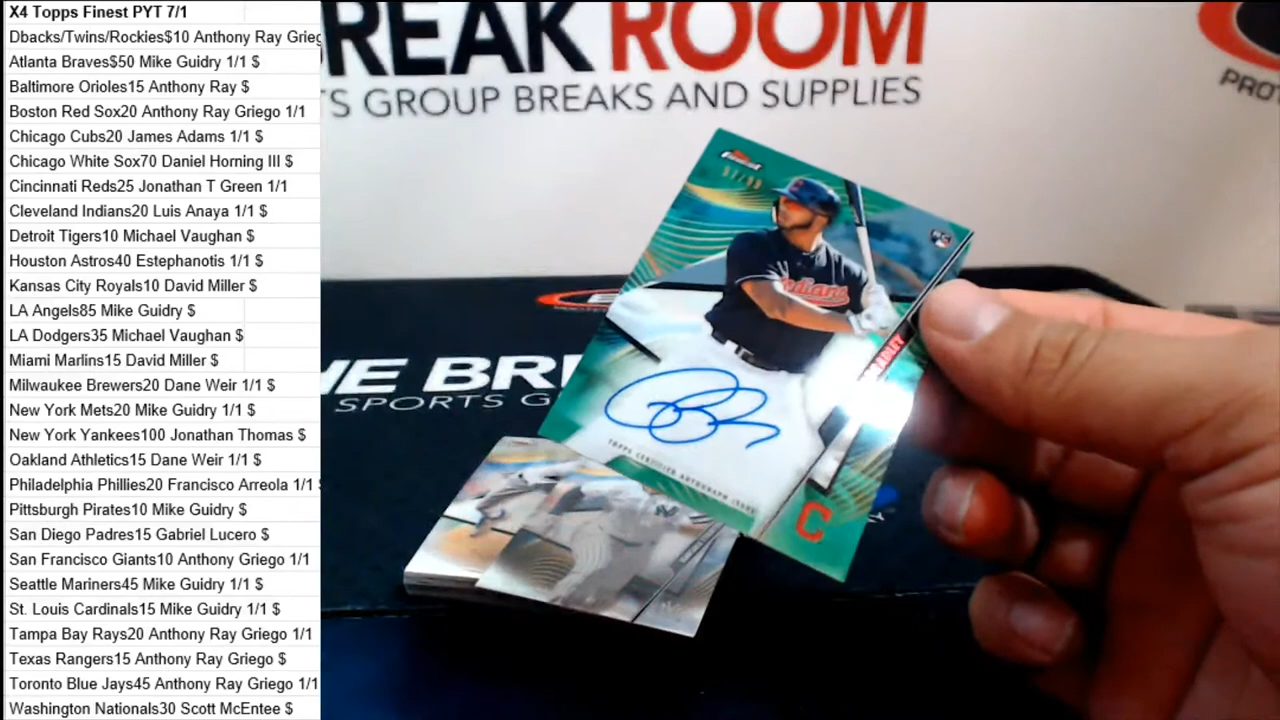 X4 Topps Finest PYT 7/1
Dbacks/Twins/Rockies$10 Anthony Ray Grieg
Atlanta Braves$50 Mike Guidry 1/1 $
Baltimore Orioles15 Anthony Ray $
Boston Red Sox20 Anthony Ray Griego 1/1
Chicago Cubs20 James Adams 1/1 $
Chicago White Sox70 Daniel Horning III $
Cincinnati Reds25 Jonathan T Green 1/1
Cleveland Indians20 Luis Anaya 1/1 $
Detroit Tigers10 Michael Vaughan $
Houston Astros40 Estephanotis 1/1 $
Kansas City Royals10 David Miller $
LA Angels85 Mike Guidry $
LA Dodgers35 Michael Vaughan $
Miami Marlins15 David Miller $
Milwaukee Brewers20 Dane Weir 1/1 $
New York Mets20 Mike Guidry 1/1 $
New York Yankees100 Jonathan Thomas $
Oakland Athletics15 Dane Weir 1/1 $
Philadelphia Phillies20 Francisco Arreola 1/1 $
Pittsburgh Pirates10 Mike Guidry $
San Diego Padres15 Gabriel Lucero $
San Francisco Giants10 Anthony Griego 1/1
Seattle Mariners45 Mike Guidry 1/1 $
St. Louis Cardinals15 Mike Guidry 1/1 $
Tampa Bay Rays20 Anthony Ray Griego 1/1
Texas Rangers15 Anthony Ray Griego $
Toronto Blue Jays45 Anthony Ray Griego 1/1
Washington Nationals30 Scott McEntee $
REAK ROOM
TS GROUP BREAKS AND SUPPLIES
PROT
Finest
RC
Indians
RADLEY
TOPPS CERTIFIED AUTOGRAPH ISSUE
C
HE BR
SPORTS G